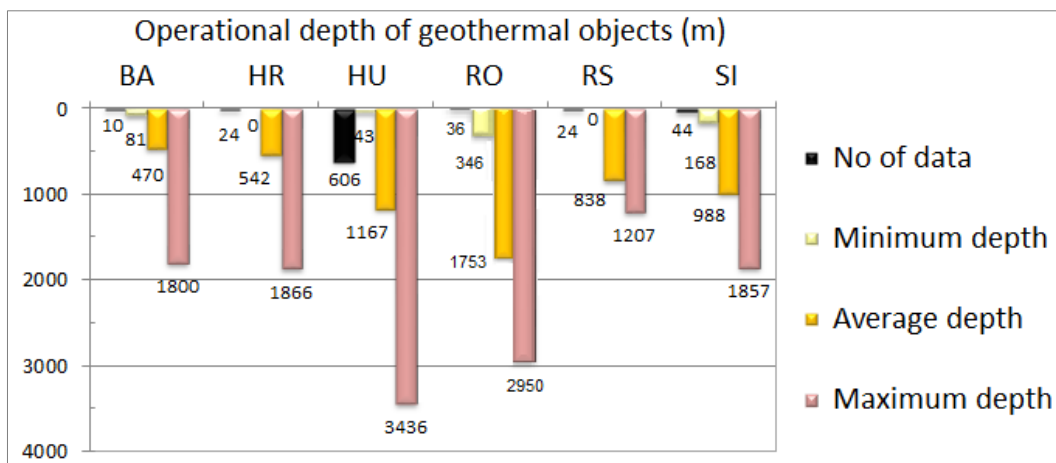 Operational depth of geothermal objects (m)
BA HR HU RO RS SI
0
1000
2000
3000
4000
10 81 470 1800
24 0 542 1866
606 43 1167 3436
36 346 1753 2950
24 0 838 1207
44 168 988 1857
No of data
Minimum depth
Average depth
Maximum depth